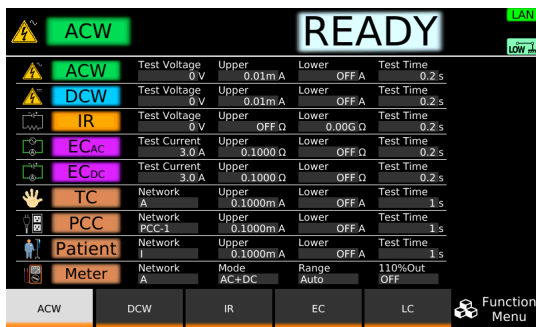 ACW
READY
LAN
LOW
ACW
Test Voltage Upper Lower Test Time
0 V 0.01m A OFF A 0.2 s
DCW
Test Voltage Upper Lower Test Time
0 V 0.01m A OFF A 0.2 s
IR
Test Voltage Upper Lower Test Time
0 V OFF Ω 0.00G Ω 0.2 s
ECAC
Test Current Upper Lower Test Time
3.0 A 0.1000 Ω OFF Ω 0.2 s
ECDC
Test Current Upper Lower Test Time
3.0 A 0.1000 Ω OFF Ω 0.2 s
TC
Network Upper Lower Test Time
A 0.1000m A OFF A 1 s
PCC
Network Upper Lower Test Time
PCC-1 0.1000m A OFF A 1 s
Patient
Network Upper Lower Test Time
I 0.1000m A OFF A 1 s
Meter
Network Mode Range 110%Out
A AC+DC Auto OFF
ACW DCW IR EC LC
Function
Menu